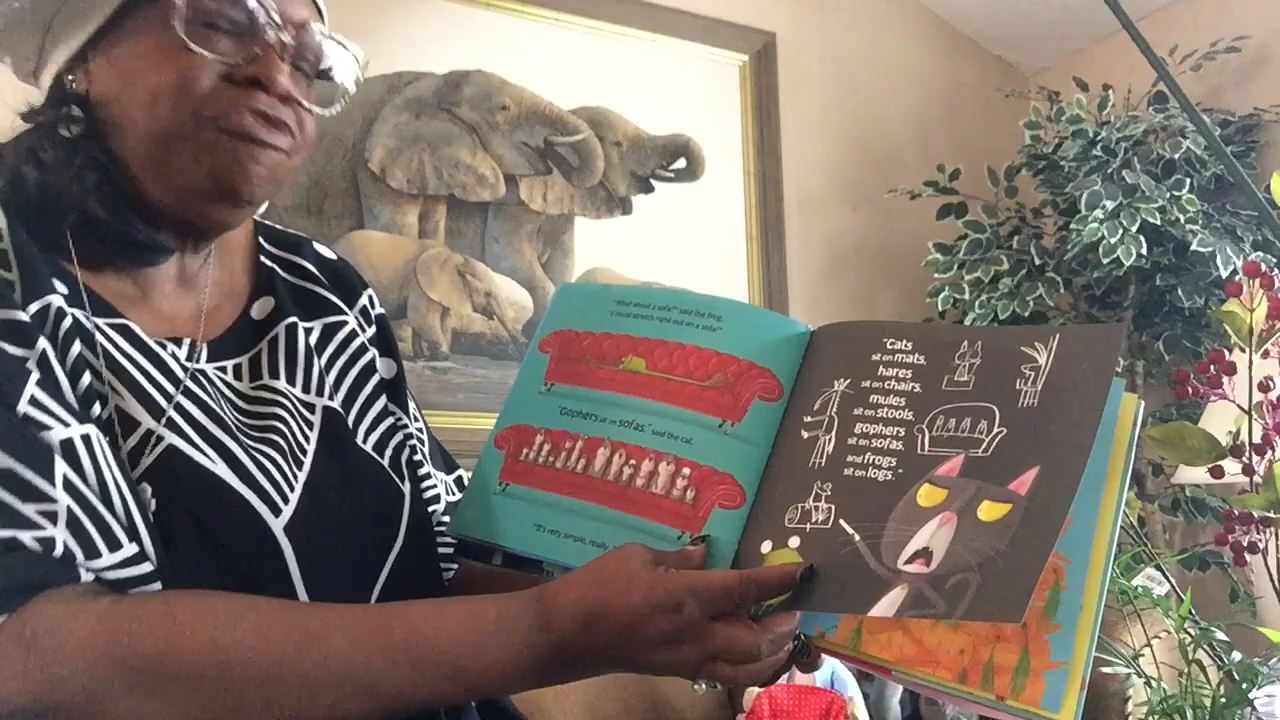 "What about a sofa?" said the frog.
"I could stretch right out on a sofa!"
"Gophers sit on sofas," said the cat.
"It's very simple, really.
"Cats
sit on mats,
hares
sit on chairs,
mules
sit on stools,
gophers
sit on sofas,
and frogs
sit on logs."